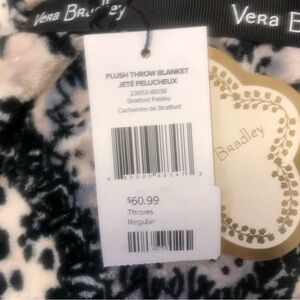 Vera Bradley
Vera B
PLUSH THROW BLANKET
JETÉ PELUCHEUX
23653-18038
Stratford Paisley
Cachemire de Stratford
Bradley
$60.99
Throws
Regular